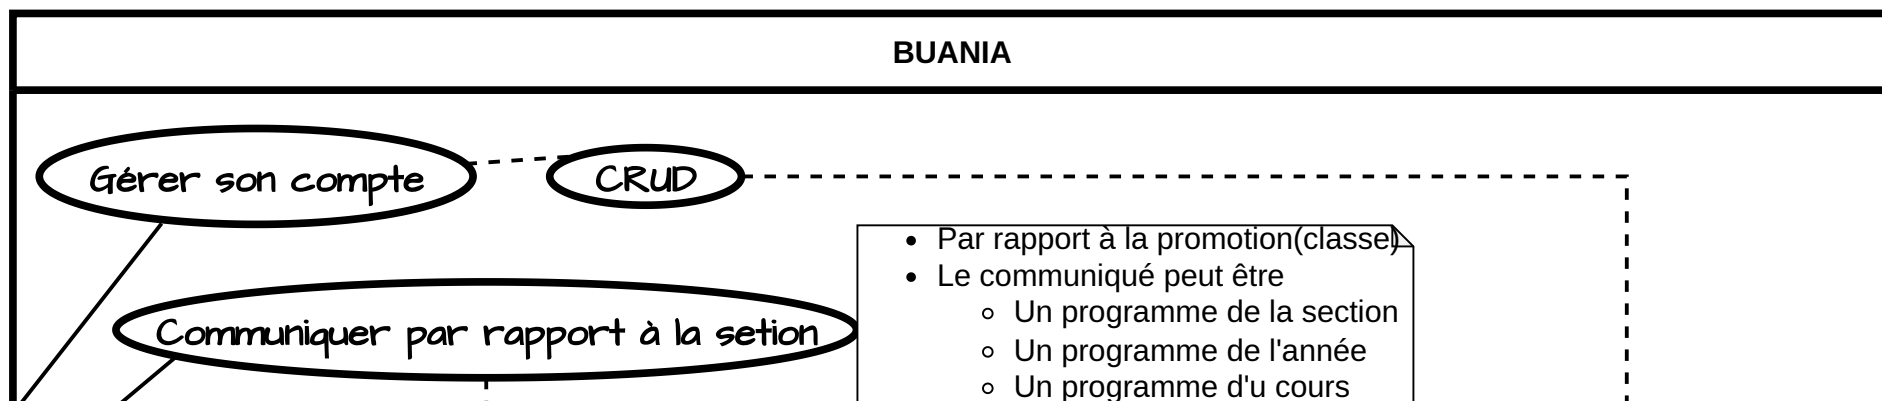 BUANIA
Gérer son compte
CRUD
Par rapport à la promotion(classe)
Le communiqué peut être
Un programme de la section
Un programme de l'année
Un programme d'u cours
Communiquer par rapport à la setion